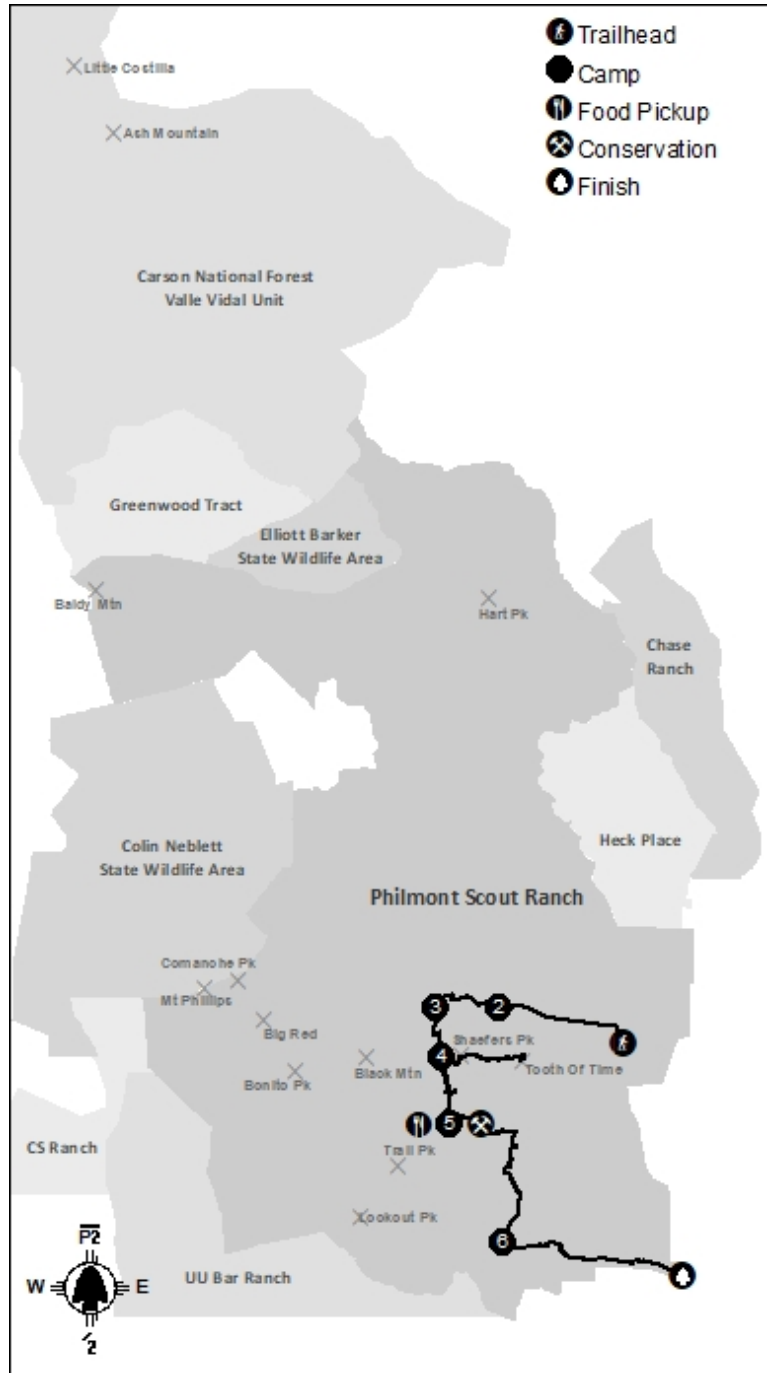 Trailhead
Camp
Food Pickup
Conservation
Finish
Little Costilla
Ash Mountain
Carson National Forest
Valle Vidal Unit
Greenwood Tract
Elliott Barker
State Wildlife Area
Baldy Mtn
Hart Pk
Chase
Ranch
Heck Place
Colin Neblett
State Wildlife Area
Philmont Scout Ranch
Comanche Pk
Mt Phillips
Big Red
3
2
Shaefers Pk
4
Tooth Of Time
Black Mtn
Bonito Pk
5
CS Ranch
Trail Pk
Lookout Pk
6
UU Bar Ranch
W
E